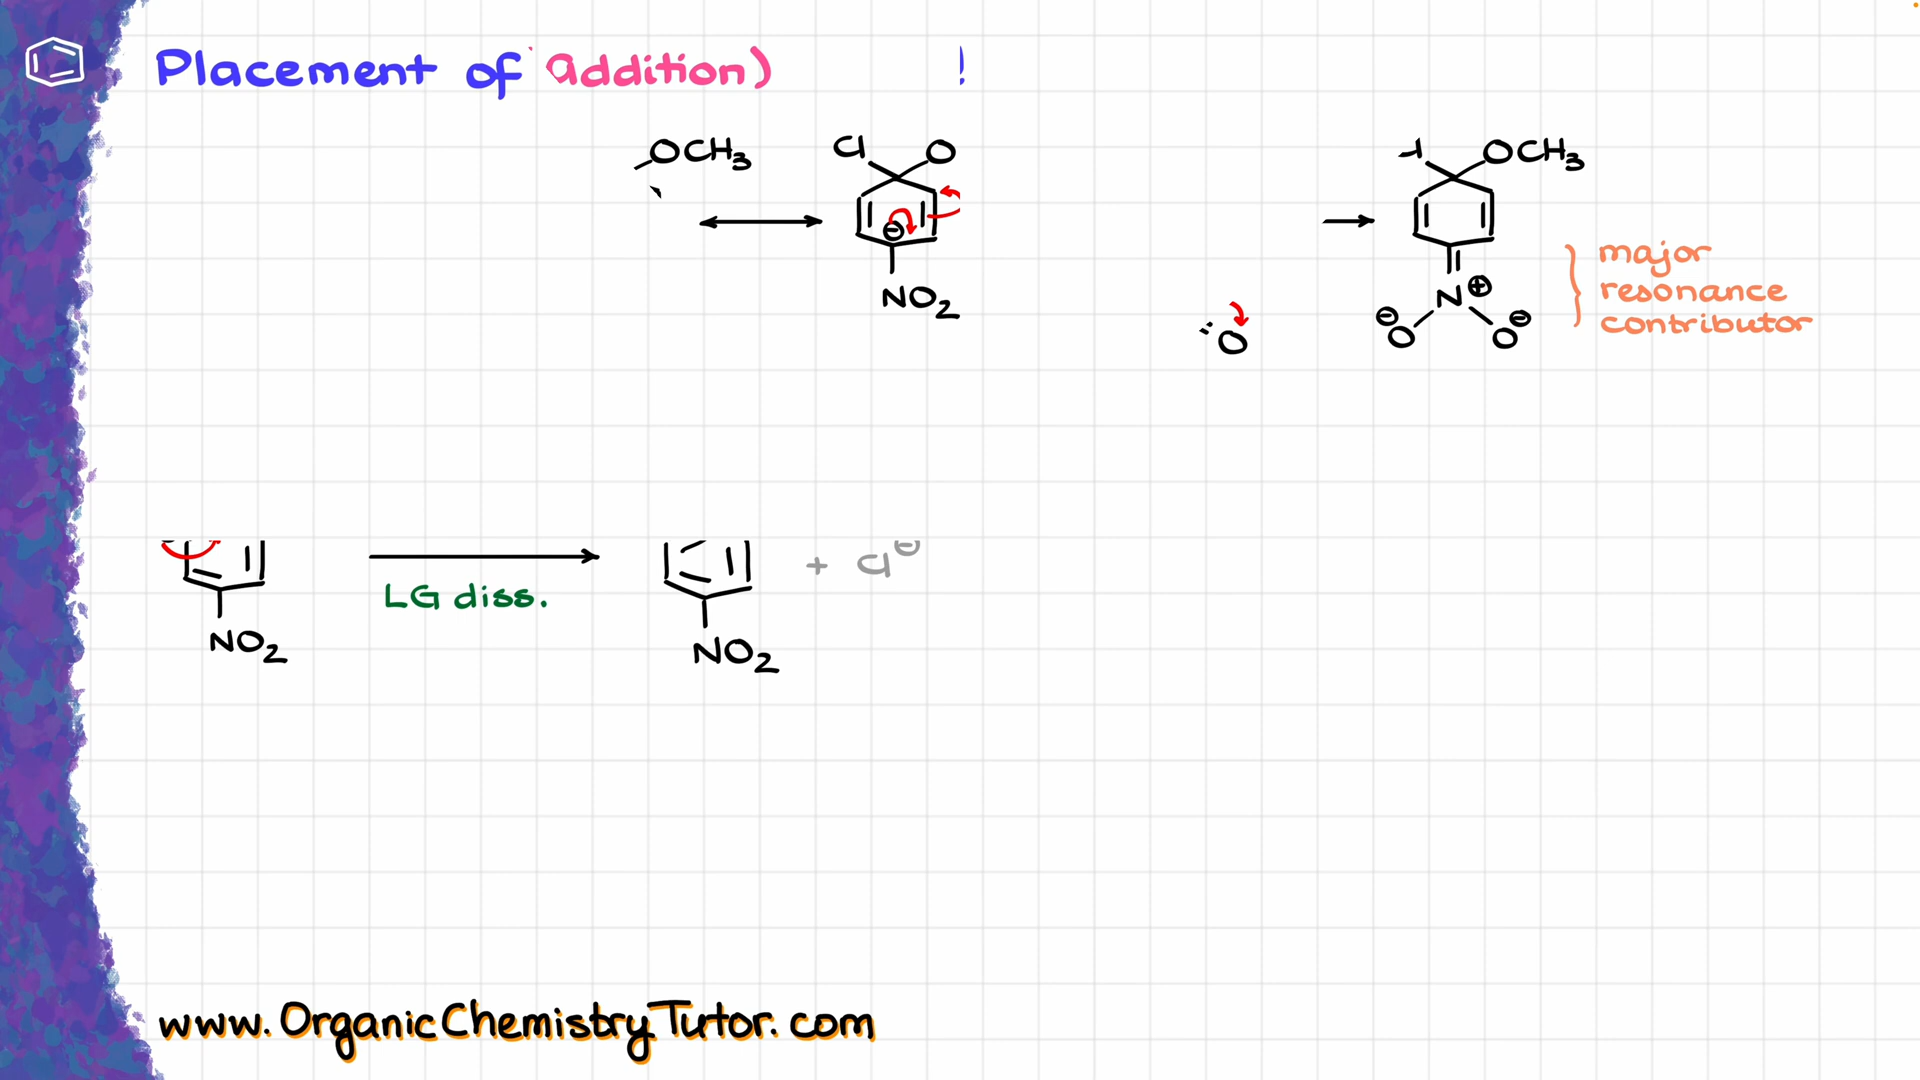 Placement of addition) !
OCH3
Cl O
NO2
O
OCH3
N⊕
⊖O O⊖
major
resonance
contributor
NO2
LG diss.
NO2
+ Cl⊖
www.OrganicChemistryTutor.com